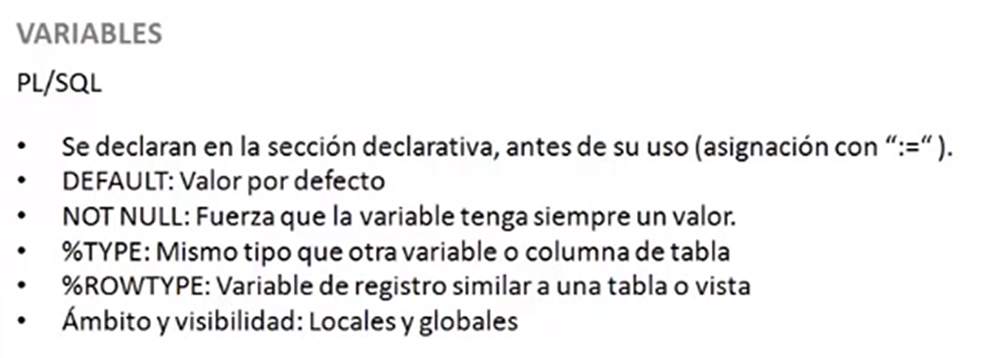 VARIABLES
PL/SQL
• Se declaran en la sección declarativa, antes de su uso (asignación con “:=“ ).
• DEFAULT: Valor por defecto
• NOT NULL: Fuerza que la variable tenga siempre un valor.
• %TYPE: Mismo tipo que otra variable o columna de tabla
• %ROWTYPE: Variable de registro similar a una tabla o vista
• Ámbito y visibilidad: Locales y globales